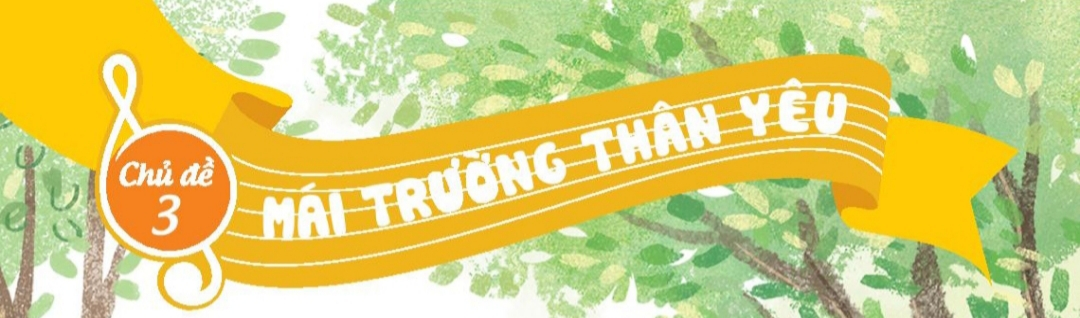 Chủ đề
3
MÁI TRƯỜNG THÂN YÊU